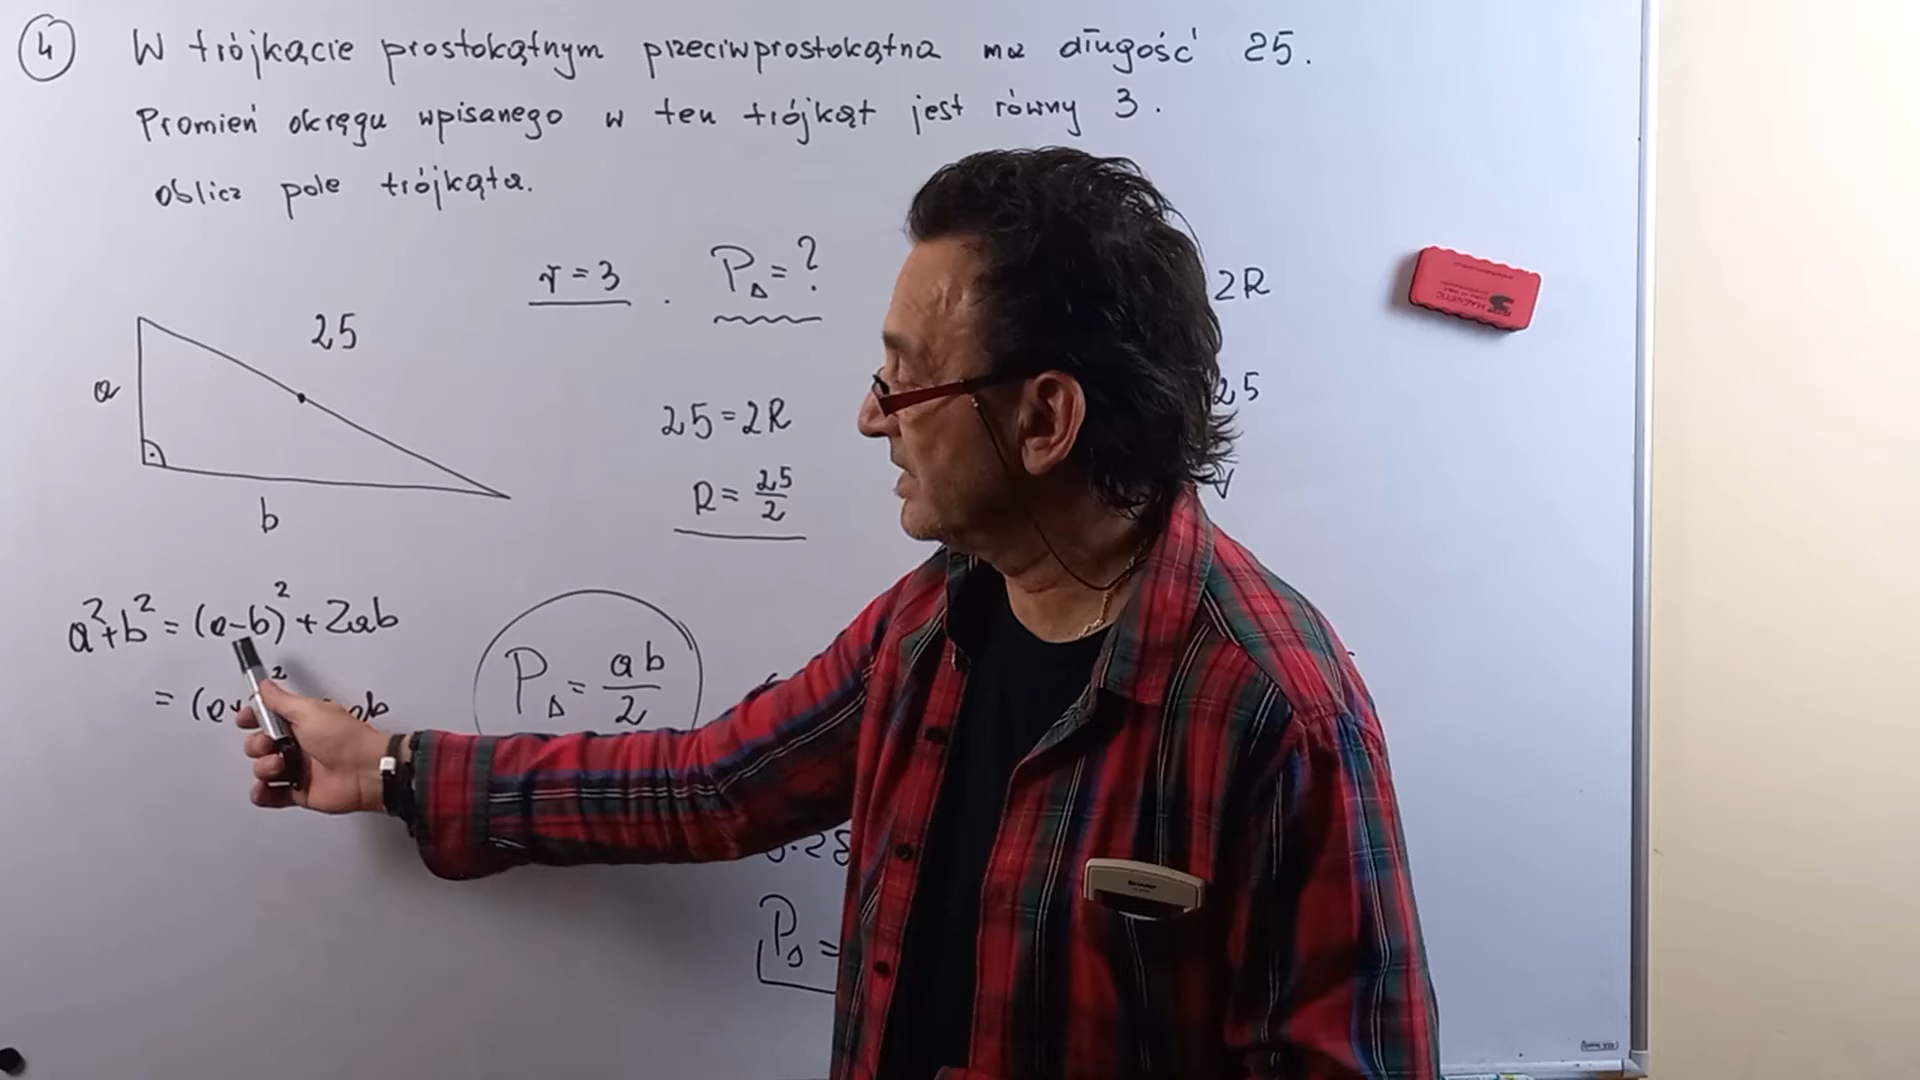 4 W trójkącie prostokątnym przeciwprostokątna ma długość 25.
Promień okręgu wpisanego w ten trójkąt jest równy 3.
Oblicz pole trójkąta.
r = 3 . P△ = ?
2R
MAGNETIC
25
a
b
25 = 2R
25
R = 25/2
a²+b² = (a-b)² + 2ab
P△ = ab/2
P△ =